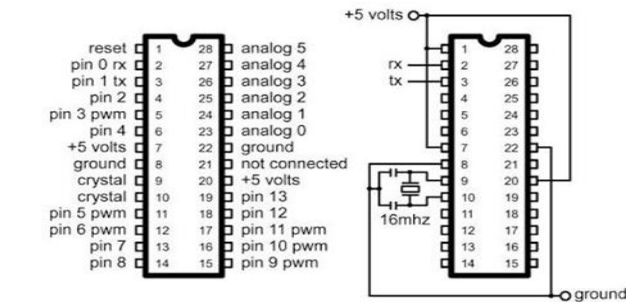 +5 volts
reset 1 28 analog 5 1 28
pin 0 rx 2 27 analog 4 rx 2 27
pin 1 tx 3 26 analog 3 tx 3 26
pin 2 4 25 analog 2 4 25
pin 3 pwm 5 24 analog 1 5 24
pin 4 6 23 analog 0 6 23
+5 volts 7 22 ground 7 22
ground 8 21 not connected 8 21
crystal 9 20 +5 volts 9 20
crystal 10 19 pin 13 10 19
pin 5 pwm 11 18 pin 12 16mhz 11 18
pin 6 pwm 12 17 pin 11 pwm 12 17
pin 7 13 16 pin 10 pwm 13 16
pin 8 14 15 pin 9 pwm 14 15
ground